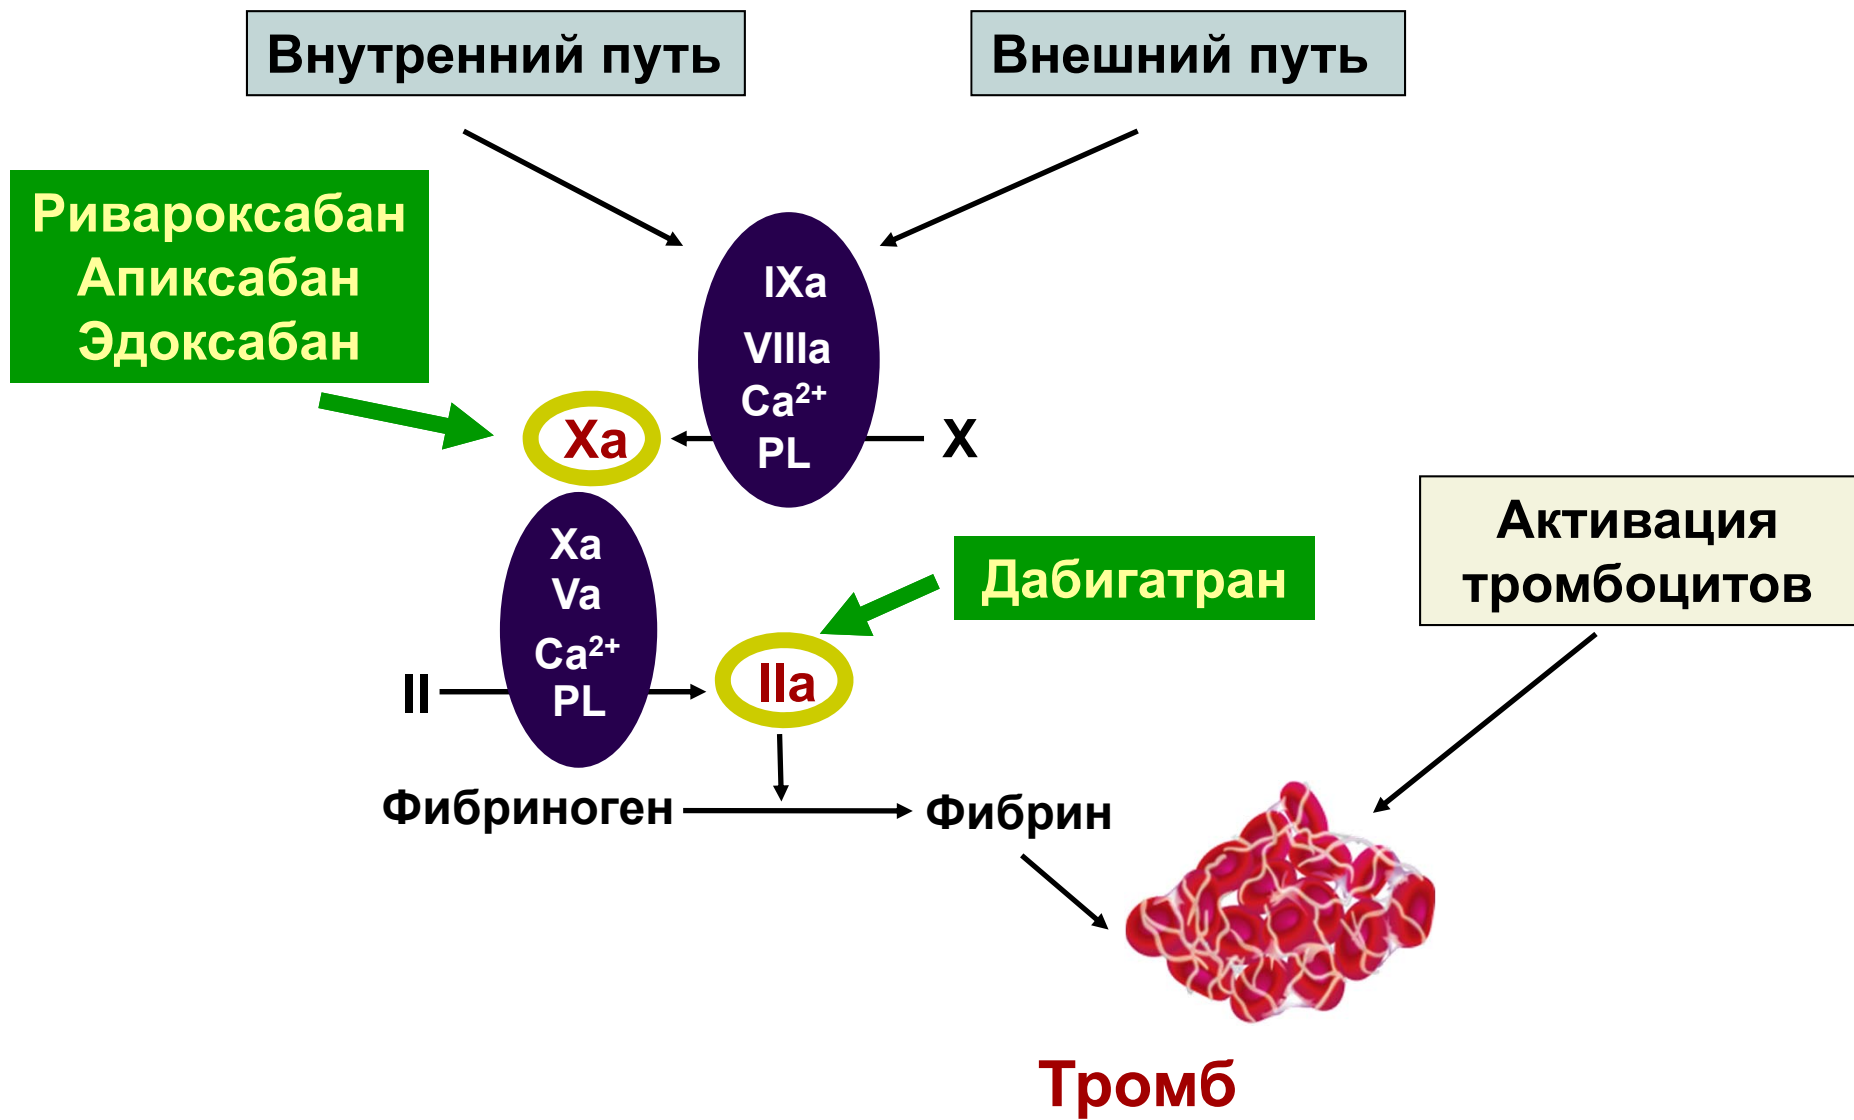 Внутренний путь
Внешний путь
Ривароксабан
Апиксабан
Эдоксабан
IXa
VIIIa
Ca²⁺
PL
Xa
X
Xa
Va
Ca²⁺
PL
II
IIa
Дабигатран
Активация
тромбоцитов
Фибриноген
Фибрин
Тромб